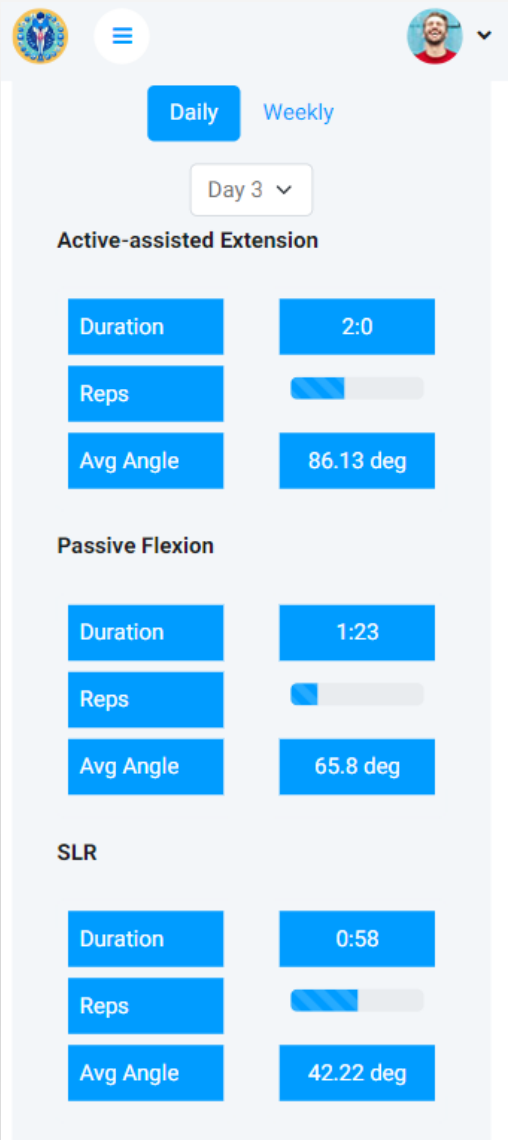 Daily Weekly
Day 3
Active-assisted Extension
Duration 2:0
Reps
Avg Angle 86.13 deg
Passive Flexion
Duration 1:23
Reps
Avg Angle 65.8 deg
SLR
Duration 0:58
Reps
Avg Angle 42.22 deg